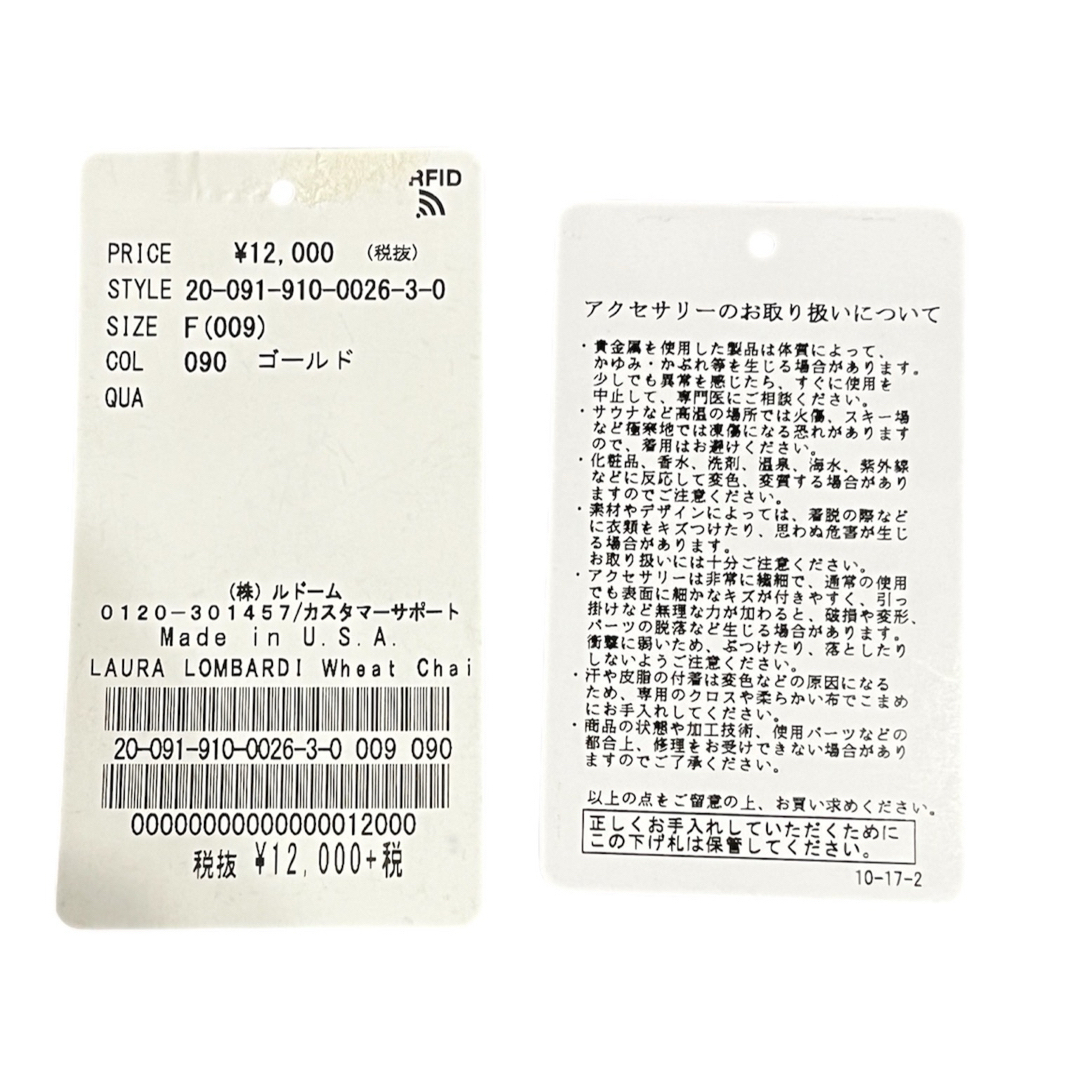 RFID
PRICE ¥12,000 (税抜)
STYLE 20-091-910-0026-3-0
SIZE F(009)
COL 090 ゴールド
QUA
(株)ルドーム
0120-301457/カスタマーサポート
Made in U.S.A.
LAURA LOMBARDI Wheat Chai
20-091-910-0026-3-0 009 090
00000000000000012000
税抜 ¥12,000+税
アクセサリーのお取り扱いについて
・貴金属を使用した製品は体質によって、
かゆみ・かぶれ等を生じる場合があります。
少しでも異常を感じたら、すぐに使用を
中止して、専門医にご相談ください。
・サウナなど高温の場所では火傷、スキー場
など極寒地では凍傷になる恐れがあります
ので、着用はお避けください。
・化粧品、香水、洗剤、温泉、海水、紫外線
などに反応して変色、変質する場合があり
ますのでご注意ください。
・素材やデザインによっては、着脱の際など
に衣類をキズつけたり、思わぬ危害が生じ
る場合があります。
お取り扱いには十分ご注意ください。
・アクセサリーは非常に繊細で、通常の使用
でも表面に細かなキズが付きやすく、引っ
掛けなど無理な力が加わると、破損や変形、
パーツの脱落など生じる場合があります。
衝撃に弱いため、ぶつけたり、落としたり
しないようご注意ください。
・汗や皮脂の付着は変色などの原因になる
ため、専用のクロスや柔らかい布でこまめ
にお手入れしてください。
・商品の状態や加工技術、使用パーツなどの
都合上、修理をお受けできない場合があり
ますのでご了承ください。
以上の点をご留意の上、お買い求めください。
正しくお手入れしていただくために
この下げ札は保管してください。
10-17-2